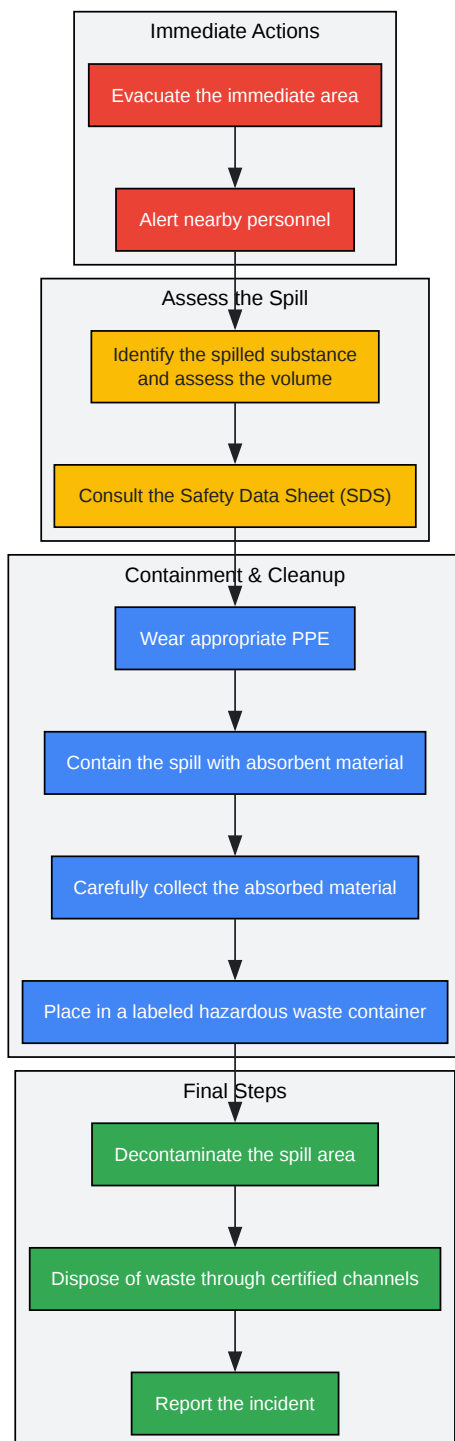 Immediate Actions
Evacuate the immediate area
Alert nearby personnel
Assess the Spill
Identify the spilled substance
and assess the volume
Consult the Safety Data Sheet (SDS)
Containment & Cleanup
Wear appropriate PPE
Contain the spill with absorbent material
Carefully collect the absorbed material
Place in a labeled hazardous waste container
Final Steps
Decontaminate the spill area
Dispose of waste through certified channels
Report the incident